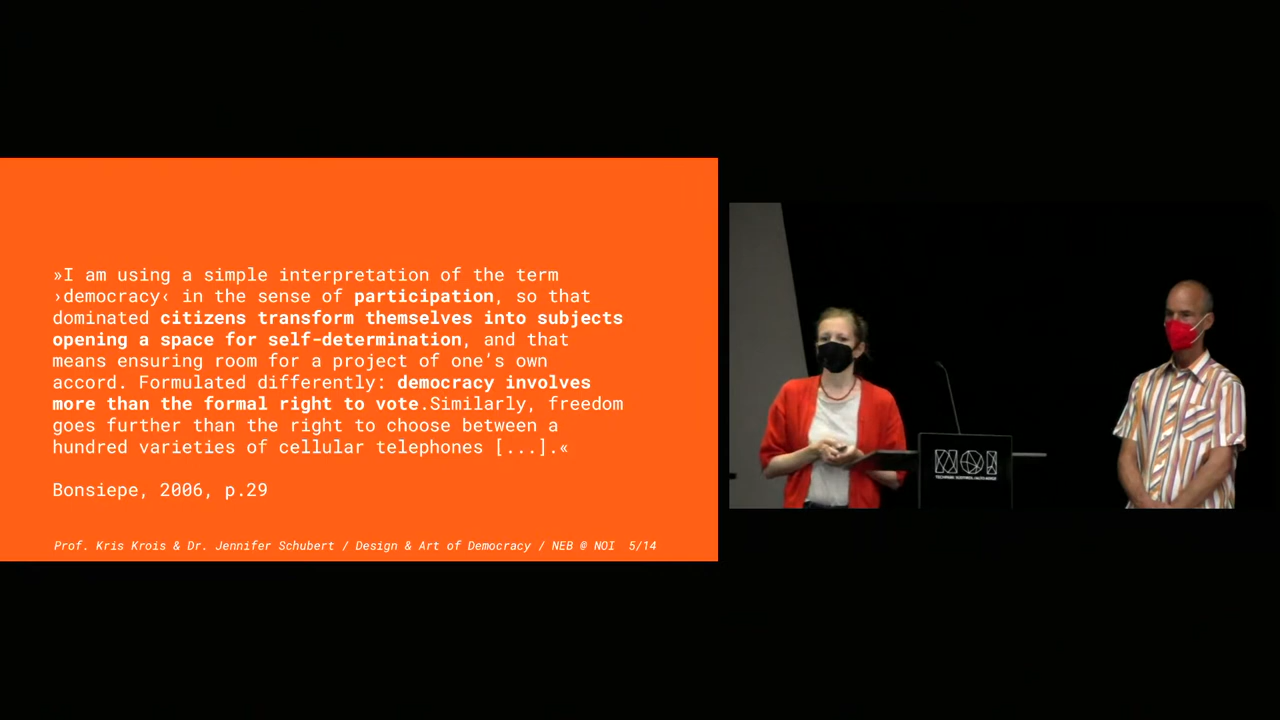 »I am using a simple interpretation of the term
›democracy‹ in the sense of participation, so that
dominated citizens transform themselves into subjects
opening a space for self-determination, and that
means ensuring room for a project of one’s own
accord. Formulated differently: democracy involves
more than the formal right to vote.Similarly, freedom
goes further than the right to choose between a
hundred varieties of cellular telephones [...].«
Bonsiepe, 2006, p.29
Prof. Kris Krois & Dr. Jennifer Schubert / Design & Art of Democracy / NEB @ NOI 5/14
NOI